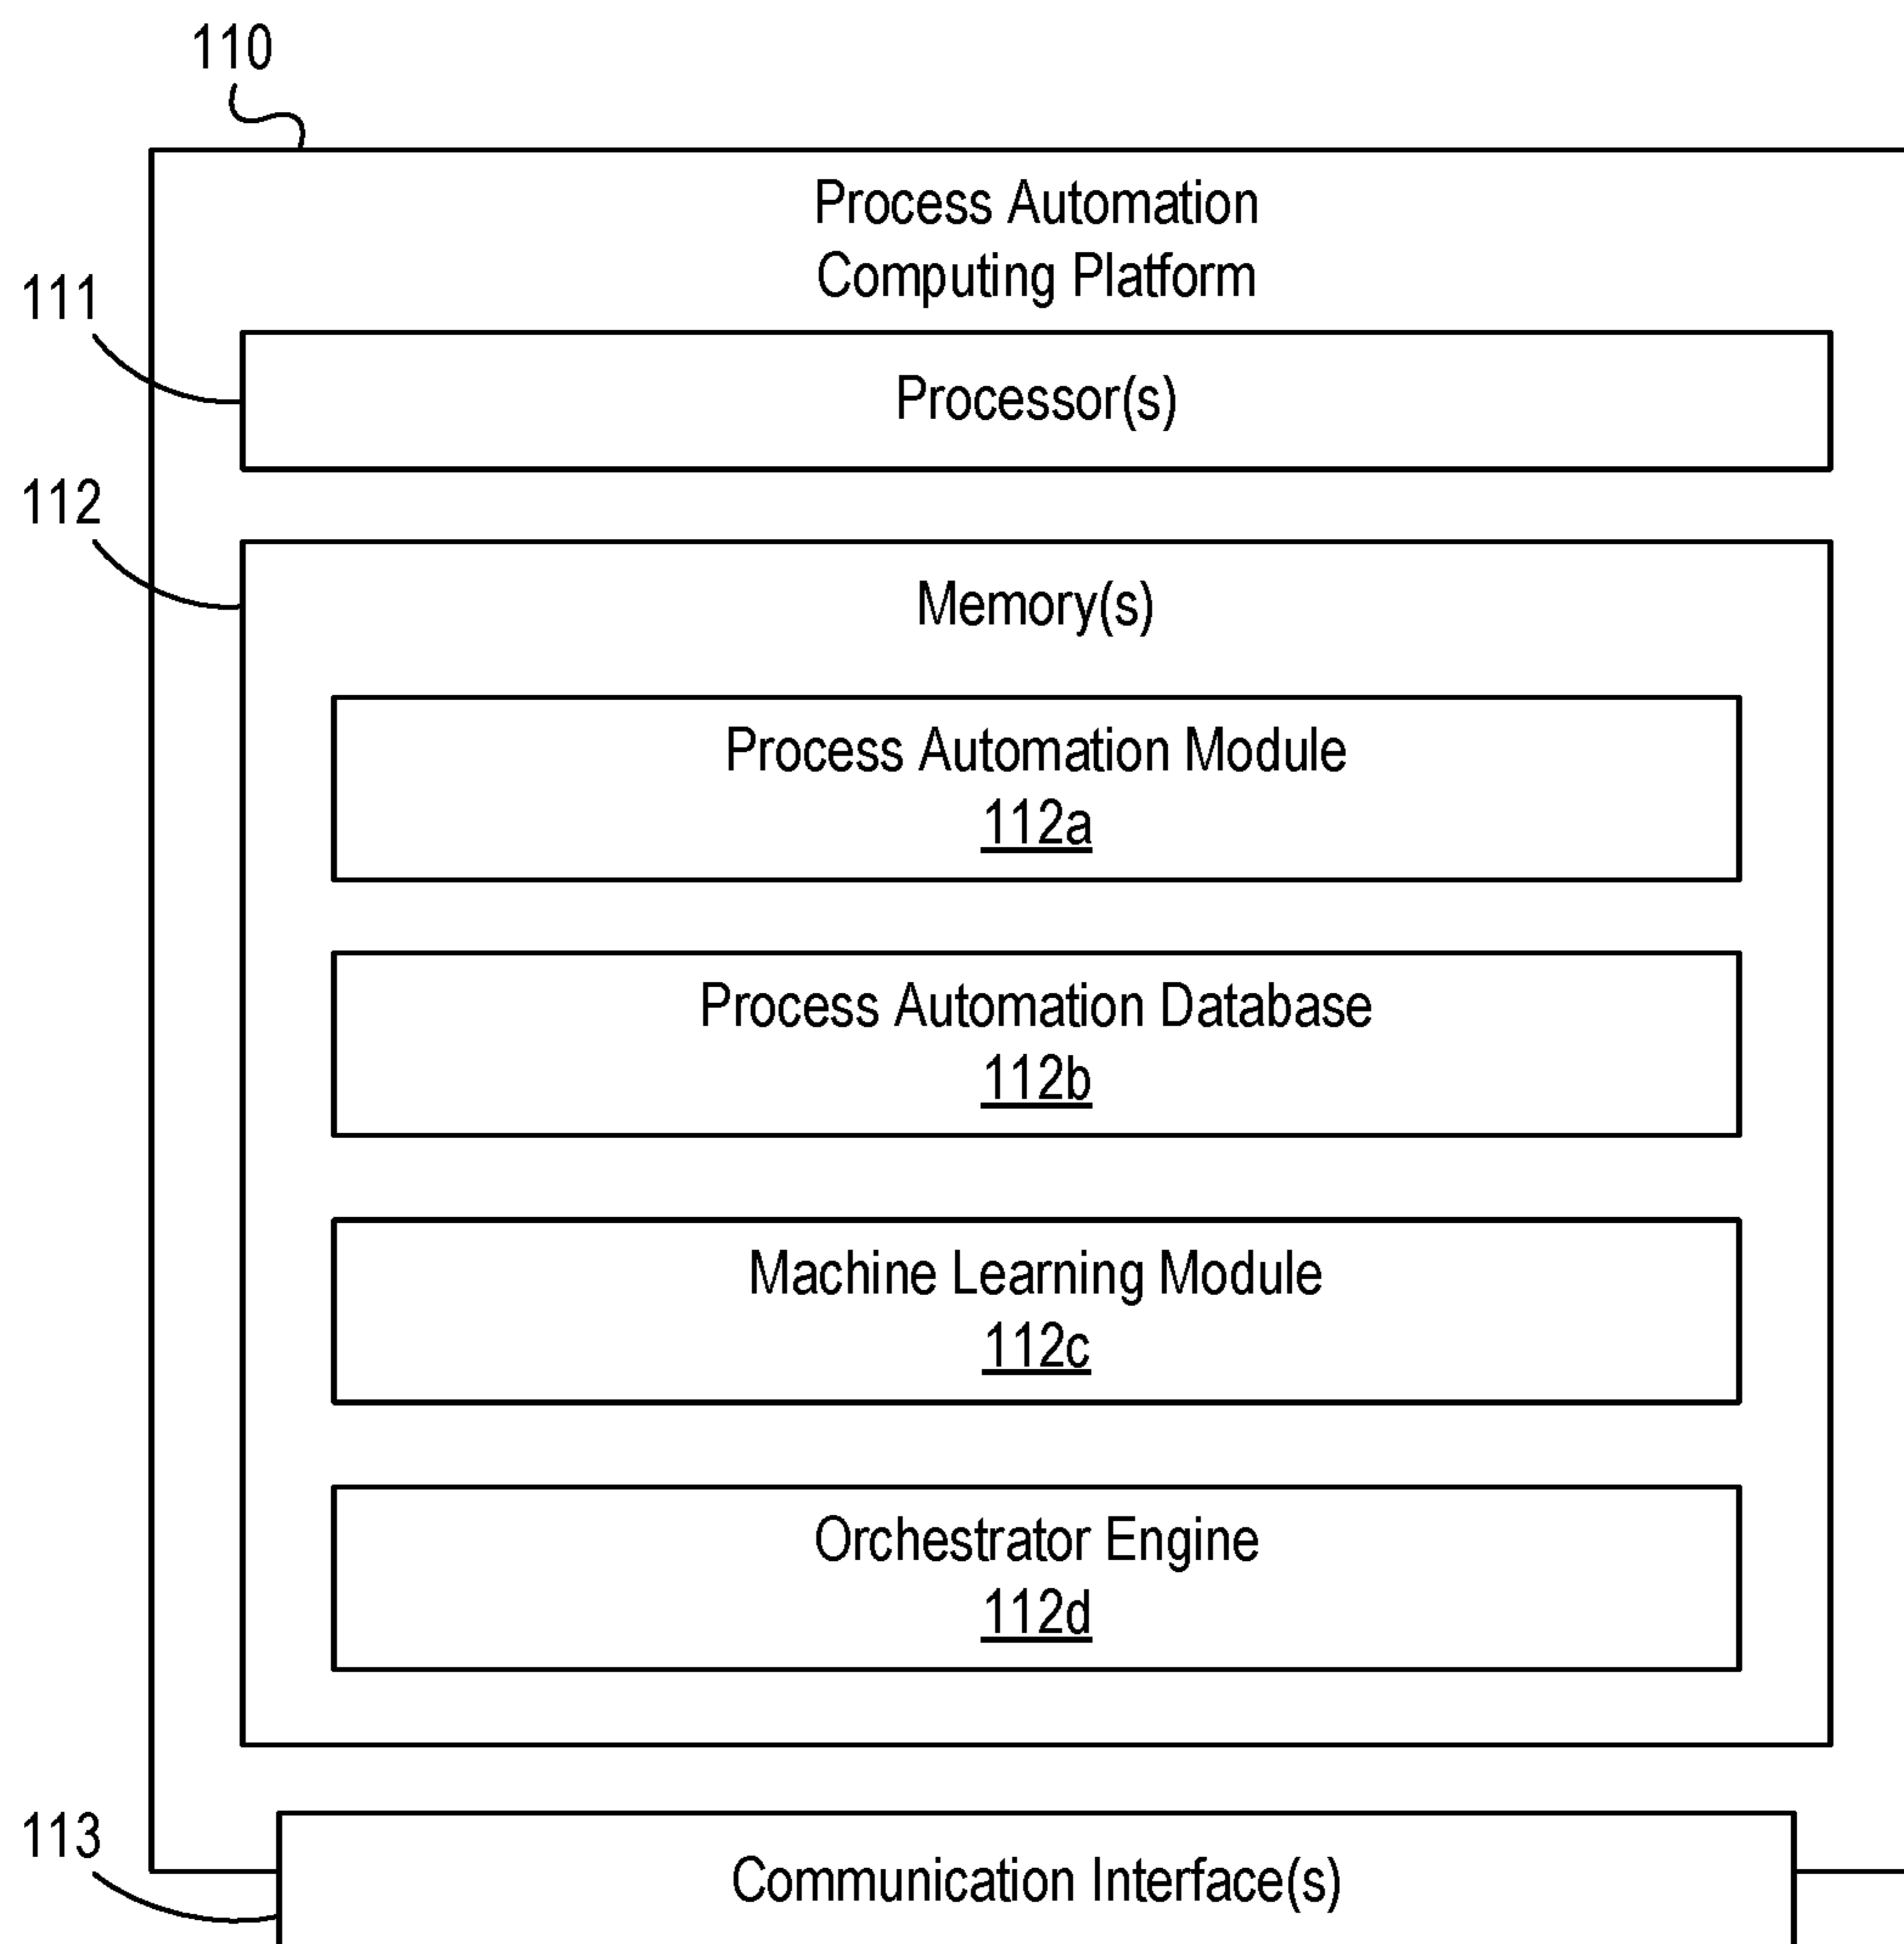 110
Process Automation
Computing Platform
111
Processor(s)
112
Memory(s)
Process Automation Module
112a
Process Automation Database
112b
Machine Learning Module
112c
Orchestrator Engine
112d
113
Communication Interface(s)